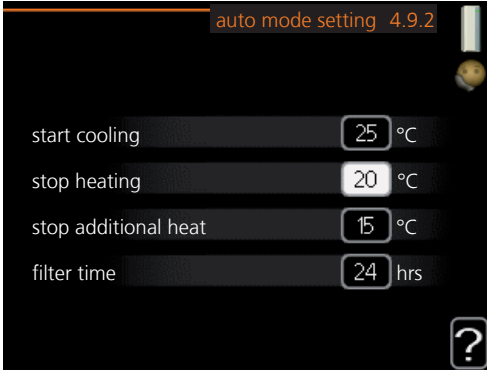 auto mode setting 4.9.2
start cooling 25 °C
stop heating 20 °C
stop additional heat 15 °C
filter time 24 hrs
?